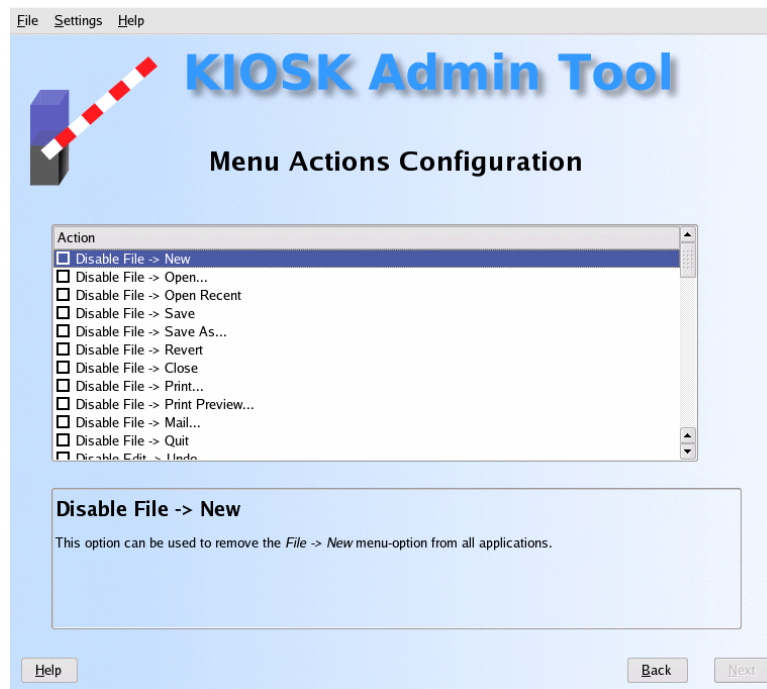 File Settings Help
KIOSK Admin Tool
Menu Actions Configuration
Action
Disable File -> New
Disable File -> Open...
Disable File -> Open Recent
Disable File -> Save
Disable File -> Save As...
Disable File -> Revert
Disable File -> Close
Disable File -> Print...
Disable File -> Print Preview...
Disable File -> Mail...
Disable File -> Quit
Disable Edit -> Undo
Disable File -> New
This option can be used to remove the File -> New menu-option from all applications.
Help Back Next